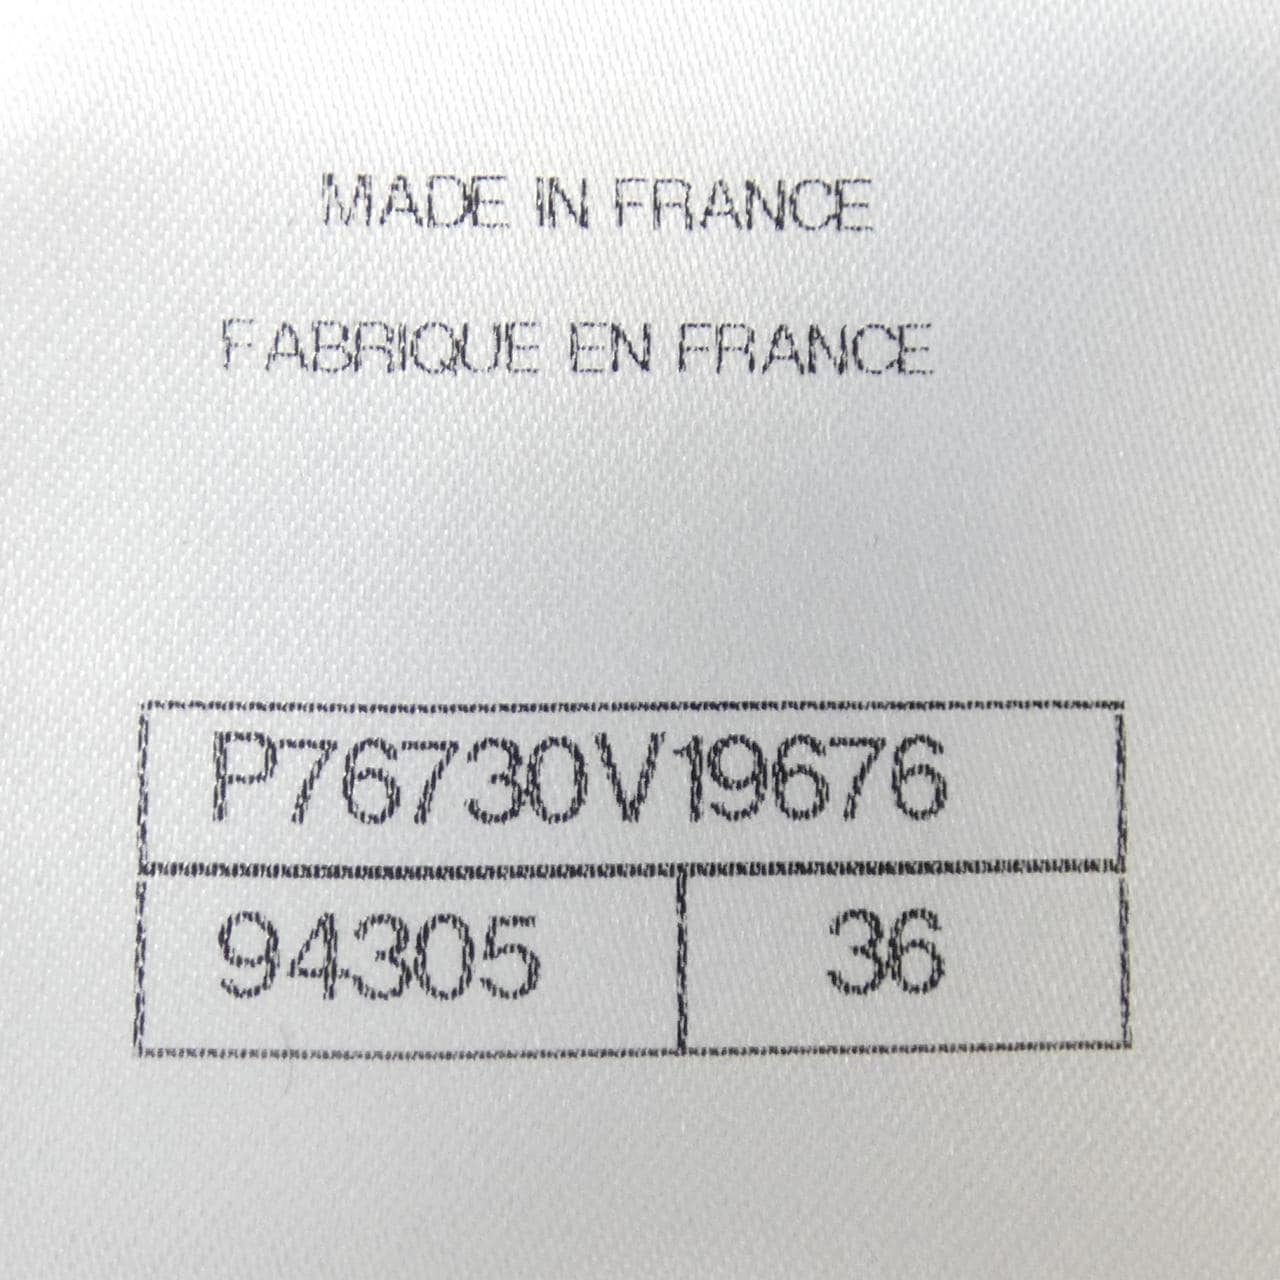 MADE IN FRANCE
FABRIQUE EN FRANCE
P76730V19676
94305 36